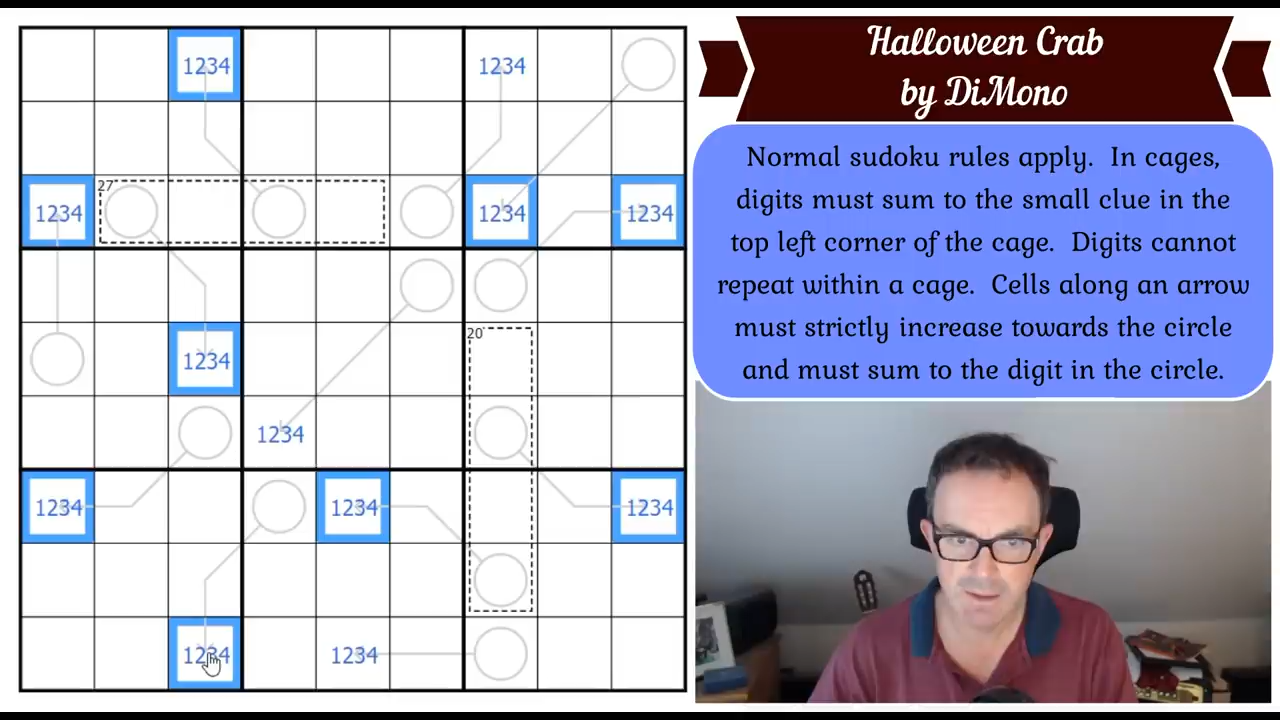 Halloween Crab
by DiMono
Normal sudoku rules apply. In cages,
digits must sum to the small clue in the
top left corner of the cage. Digits cannot
repeat within a cage. Cells along an arrow
must strictly increase towards the circle
and must sum to the digit in the circle.
1234 1234
27
1234 1234 1234
20
1234
1234
1234 1234 1234
1234 1234